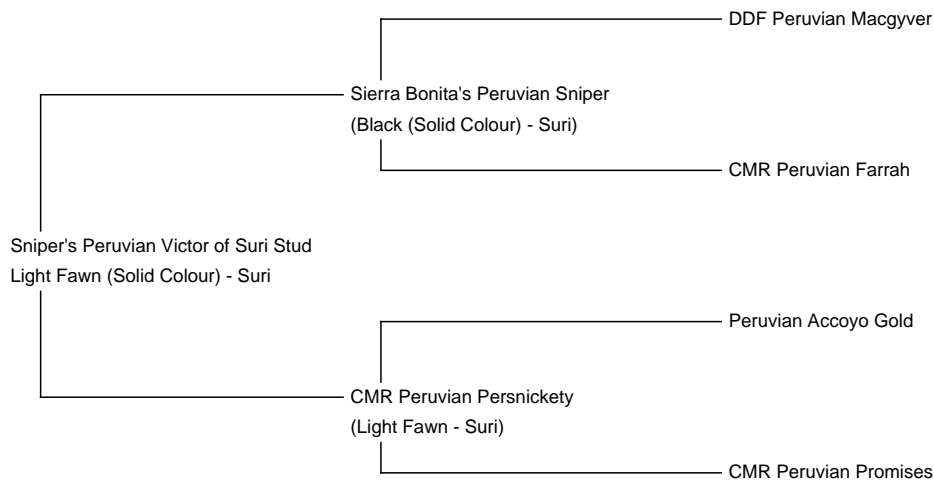 DDF Peruvian Macgyver
Sierra Bonita's Peruvian Sniper
(Black (Solid Colour) - Suri)
CMR Peruvian Farrah
Sniper's Peruvian Victor of Suri Stud
Light Fawn (Solid Colour) - Suri
Peruvian Accoyo Gold
CMR Peruvian Persnickety
(Light Fawn - Suri)
CMR Peruvian Promises